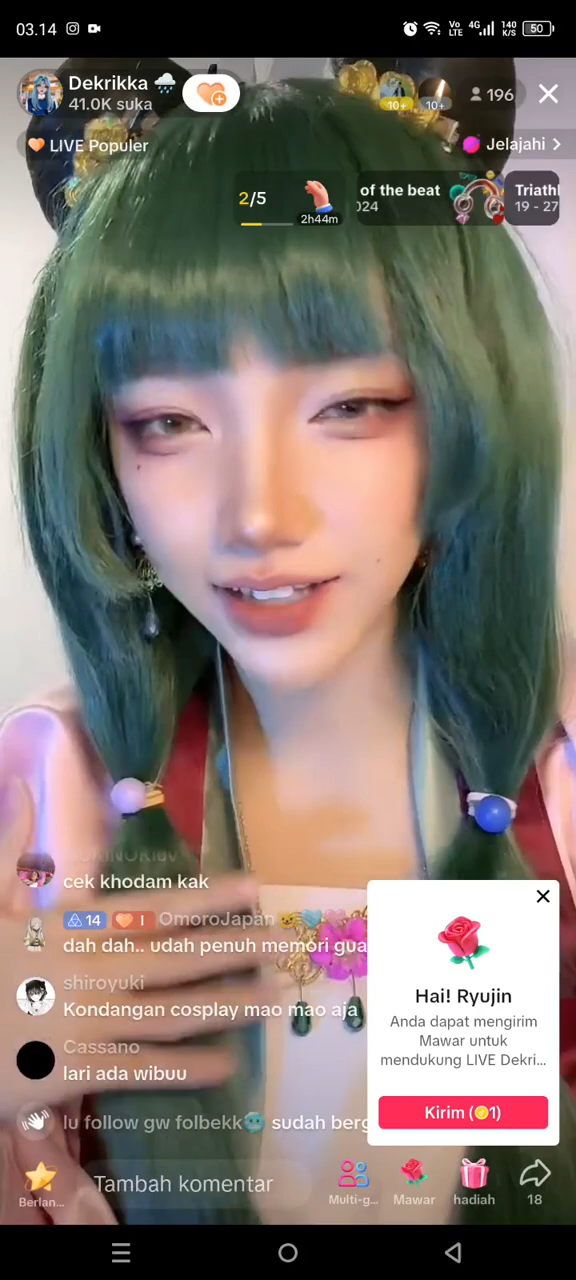 03.14
Vo
LTE
4G
140
K/S
50
Dekrikka 🌧️
41.0K suka
10+
10+
196
LIVE Populer
Jelajahi
2/5
2h44m
of the beat
024
Triathl
19 - 27
cek khodam kak
14
I
OmoroJapan
dah dah.. udah penuh memori gua
shiroyuki
Kondangan cosplay mao mao aja
Cassano
lari ada wibuu
lu follow gw folbekk🥶 sudah berg
Hai! Ryujin
Anda dapat mengirim
Mawar untuk
mendukung LIVE Dekri...
Kirim (1)
Berlan...
Tambah komentar
Multi-g...
Mawar
hadiah
18